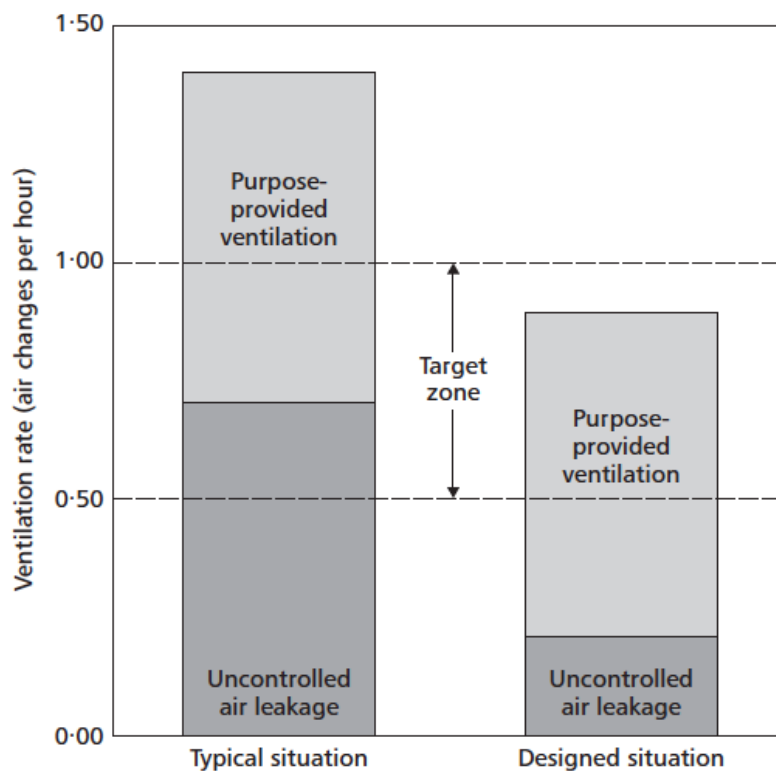 1·50
Purpose-
provided
ventilation
1·00
Target
zone
Purpose-
provided
ventilation
0·50
Uncontrolled
air leakage
Uncontrolled
air leakage
0·00
Typical situation
Designed situation
Ventilation rate (air changes per hour)